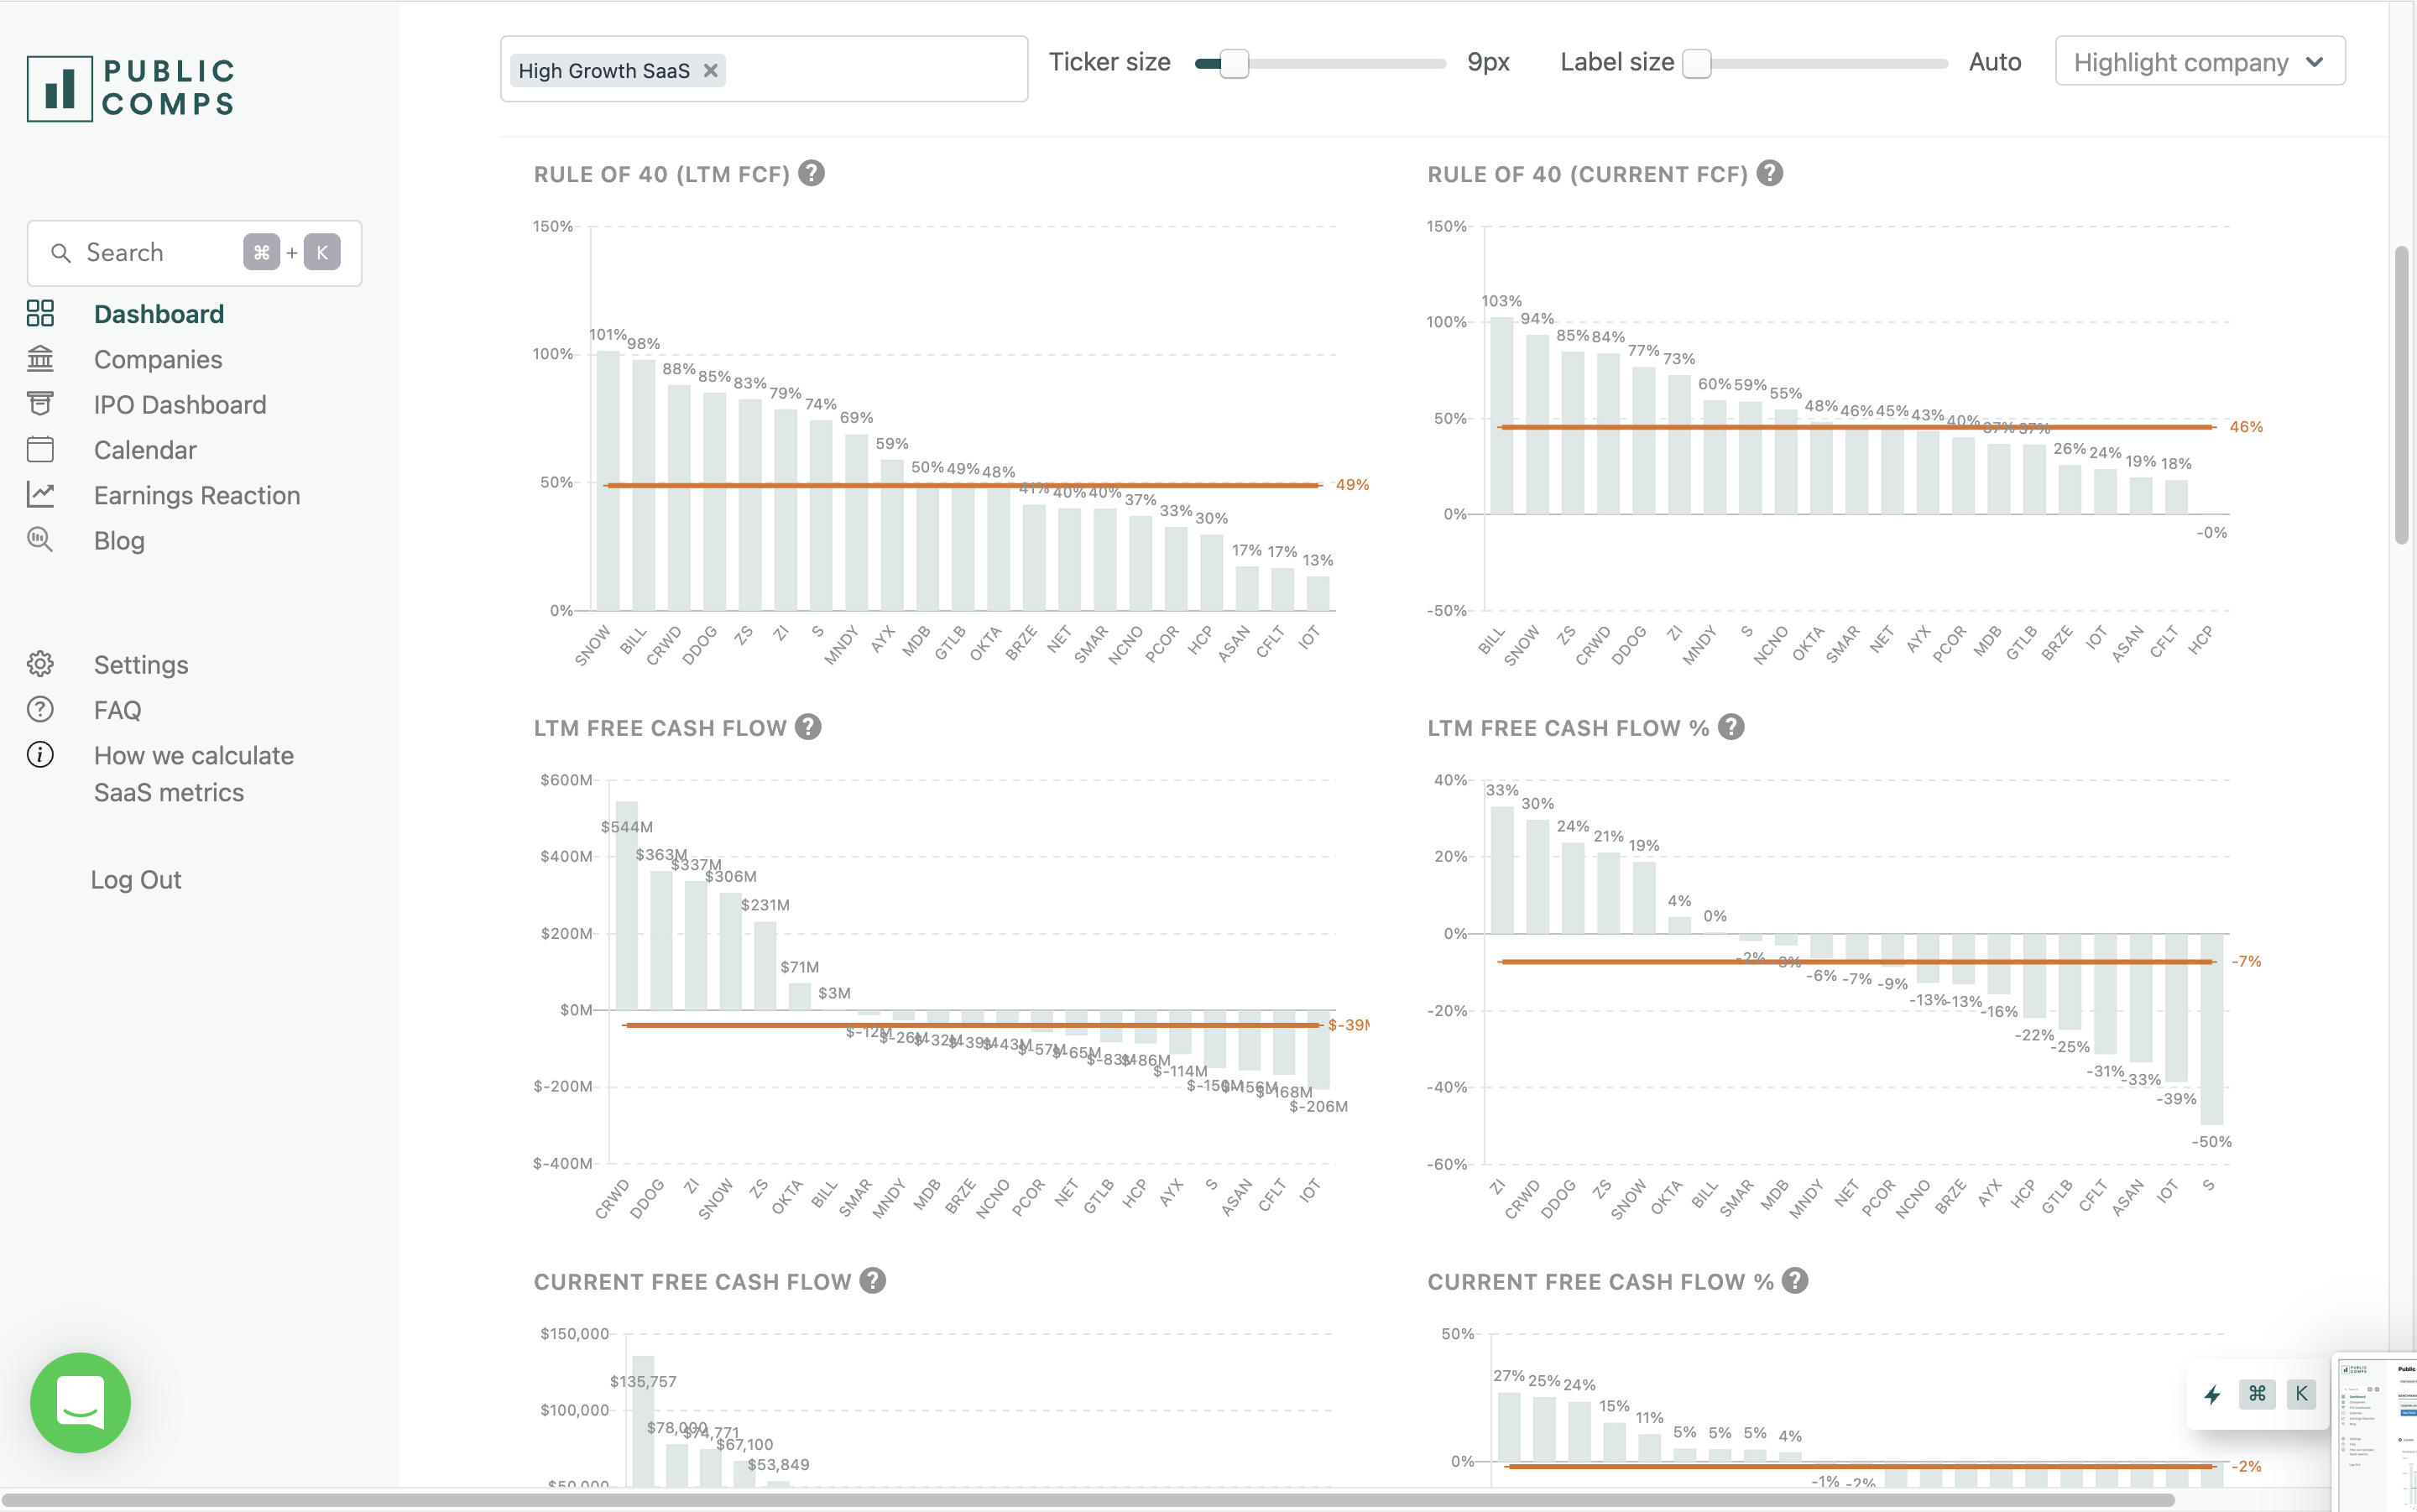 PUBLIC
COMPS
Search ⌘ + K
Dashboard
Companies
IPO Dashboard
Calendar
Earnings Reaction
Blog
Settings
FAQ
How we calculate
SaaS metrics
Log Out
High Growth SaaS ×
Ticker size 9px
Label size Auto
Highlight company
RULE OF 40 (LTM FCF) ?
150%
100%
50%
0%
101% 98% 88% 85% 83% 79% 74% 69% 59% 50% 49% 48% 41% 40% 40% 37% 33% 30% 17% 17% 13%
49%
SNOW BILL CRWD DDOG ZS ZI S MNDY AYX MDB GTLB OKTA BRZE NET SMAR NCNO PCOR HCP ASAN CFLT IOT
RULE OF 40 (CURRENT FCF) ?
150%
100%
50%
0%
-50%
103% 94% 85% 84% 77% 73% 60% 59% 55% 48% 46% 45% 43% 40% 37% 37% 26% 24% 19% 18% -0%
46%
BILL SNOW ZS CRWD DDOG ZI MNDY S NCNO OKTA SMAR NET AYX PCOR MDB GTLB BRZE IOT ASAN CFLT HCP
LTM FREE CASH FLOW ?
$600M
$400M
$200M
$0M
$-200M
$-400M
$544M $363M $337M $306M $231M $71M $3M $-12M $-26M $-32M $-39M $-43M $-57M $-65M $-83M $-86M $-114M $-156M $-168M $-206M
$-39M
CRWD DDOG ZI SNOW ZS OKTA BILL SMAR MNDY MDB BRZE NCNO PCOR NET GTLB HCP AYX S ASAN CFLT IOT
LTM FREE CASH FLOW % ?
40%
20%
0%
-20%
-40%
-60%
33% 30% 24% 21% 19% 4% 0% -2% -3% -6% -7% -9% -13% -13% -16% -22% -25% -31% -33% -39% -50%
-7%
ZI CRWD DDOG ZS SNOW OKTA BILL SMAR MDB MNDY NET PCOR NCNO BRZE AYX HCP GTLB CFLT ASAN IOT S
CURRENT FREE CASH FLOW ?
$150,000
$100,000
$50,000
$135,757 $78,000 $74,771 $67,100 $53,849
CURRENT FREE CASH FLOW % ?
50%
0%
27% 25% 24% 15% 11% 5% 5% 5% 4% -1% -2%
-2%
⌘ K
PUBLIC
COMPS
Public